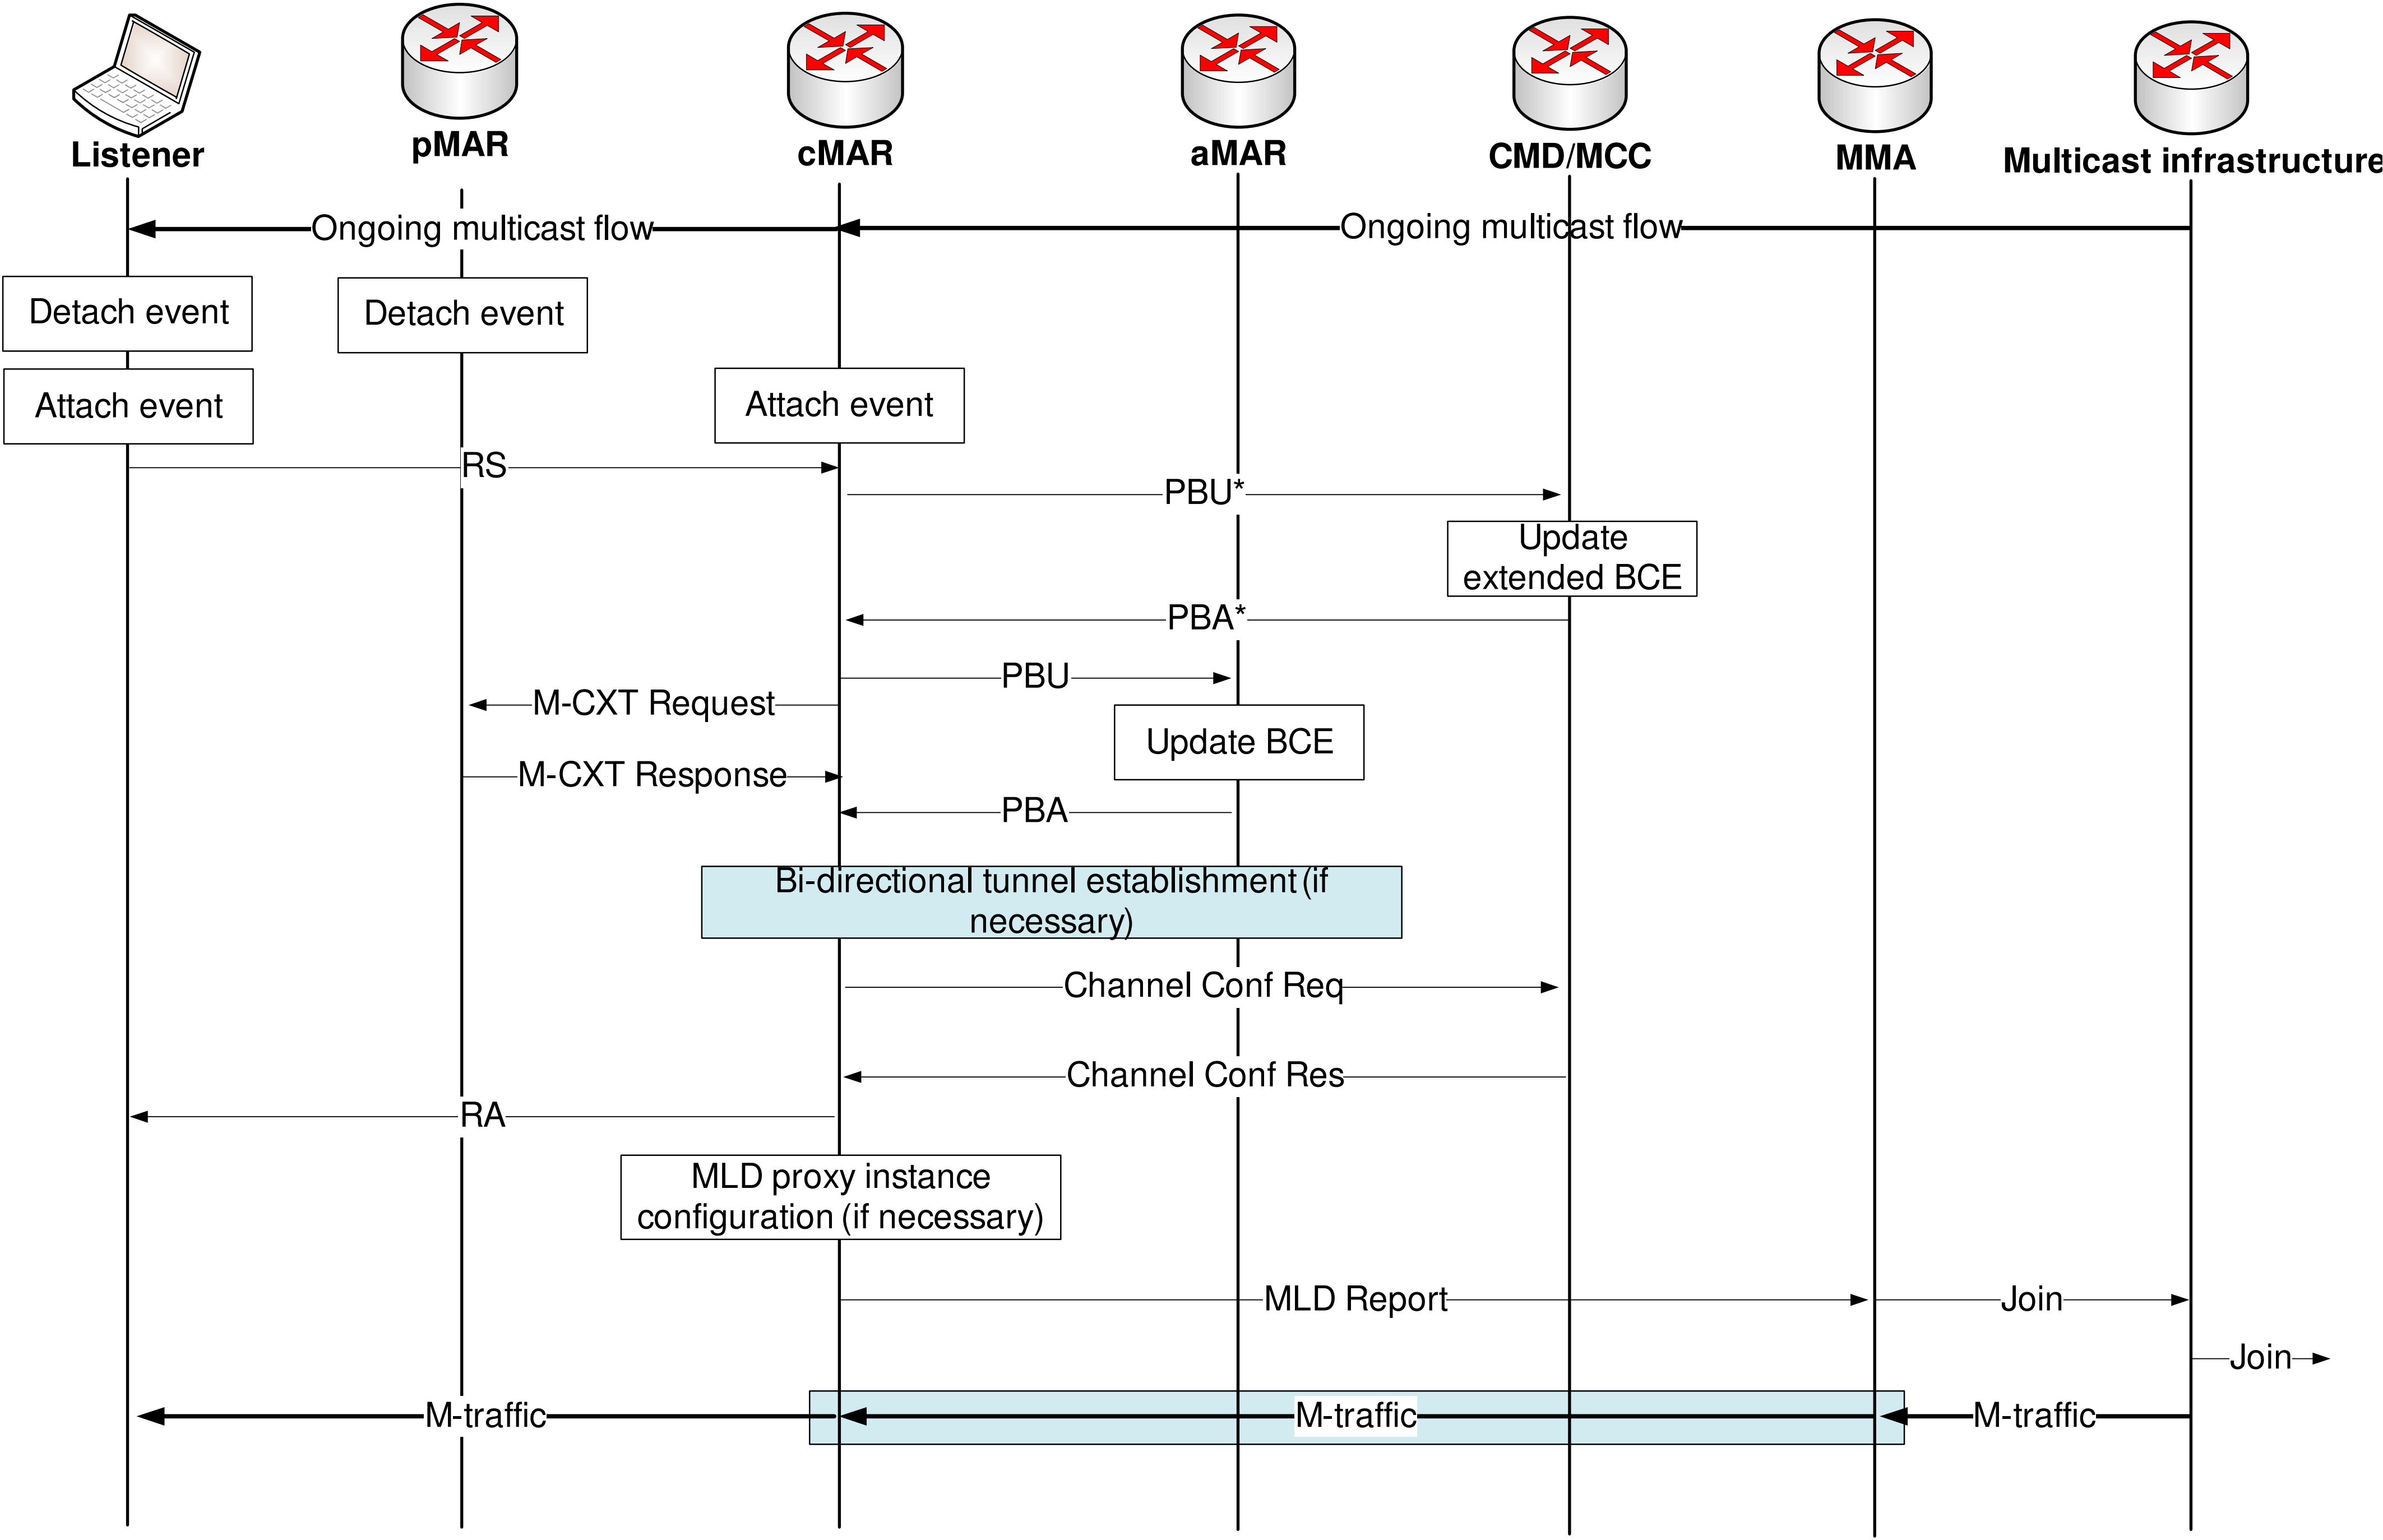 Listener
pMAR
cMAR
aMAR
CMD/MCC
MMA
Multicast infrastructure
Ongoing multicast flow
Ongoing multicast flow
Detach event
Detach event
Attach event
Attach event
RS
PBU*
Update
extended BCE
PBA*
PBU
M-CXT Request
Update BCE
M-CXT Response
PBA
Bi-directional tunnel establishment (if
necessary)
Channel Conf Req
Channel Conf Res
RA
MLD proxy instance
configuration (if necessary)
MLD Report
Join
Join
M-traffic
M-traffic
M-traffic